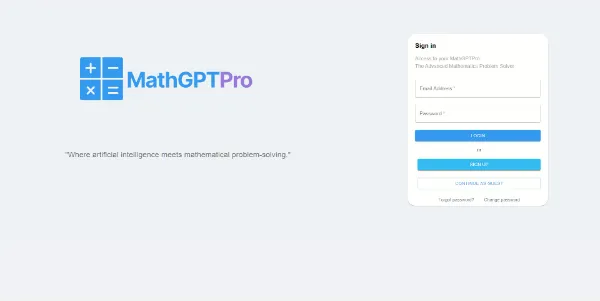 MathGPTPro
"Where artificial intelligence meets mathematical problem-solving."
Sign in
Access to your MathGPTPro
The Advanced Mathematic Problem Solver
Email Address *
Password *
LOGIN
or
SIGN UP
CONTINUE AS GUEST
Forgot password?
Change password